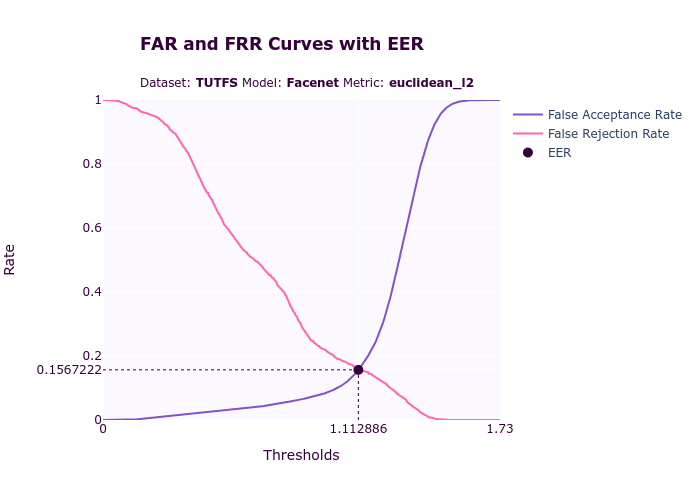 FAR and FRR Curves with EER
Dataset: TUTFS Model: Facenet Metric: euclidean_l2
False Acceptance Rate
False Rejection Rate
EER
Rate
1
0.8
0.6
0.4
0.2
0.1567222
0
0
1.112886
1.73
Thresholds